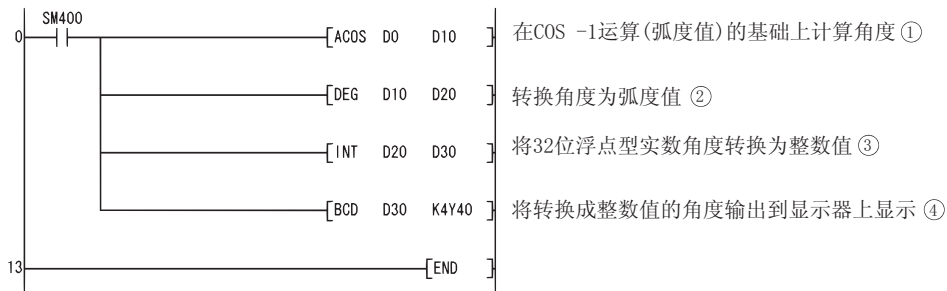 SM400
0 [ACOS D0 D10 ] 在COS -1运算(弧度值)的基础上计算角度①
[DEG D10 D20 ] 转换角度为弧度值 ②
[INT D20 D30 ] 将32位浮点型实数角度转换为整数值③
[BCD D30 K4Y40 ] 将转换成整数值的角度输出到显示器上显示 ④
13 [END ]